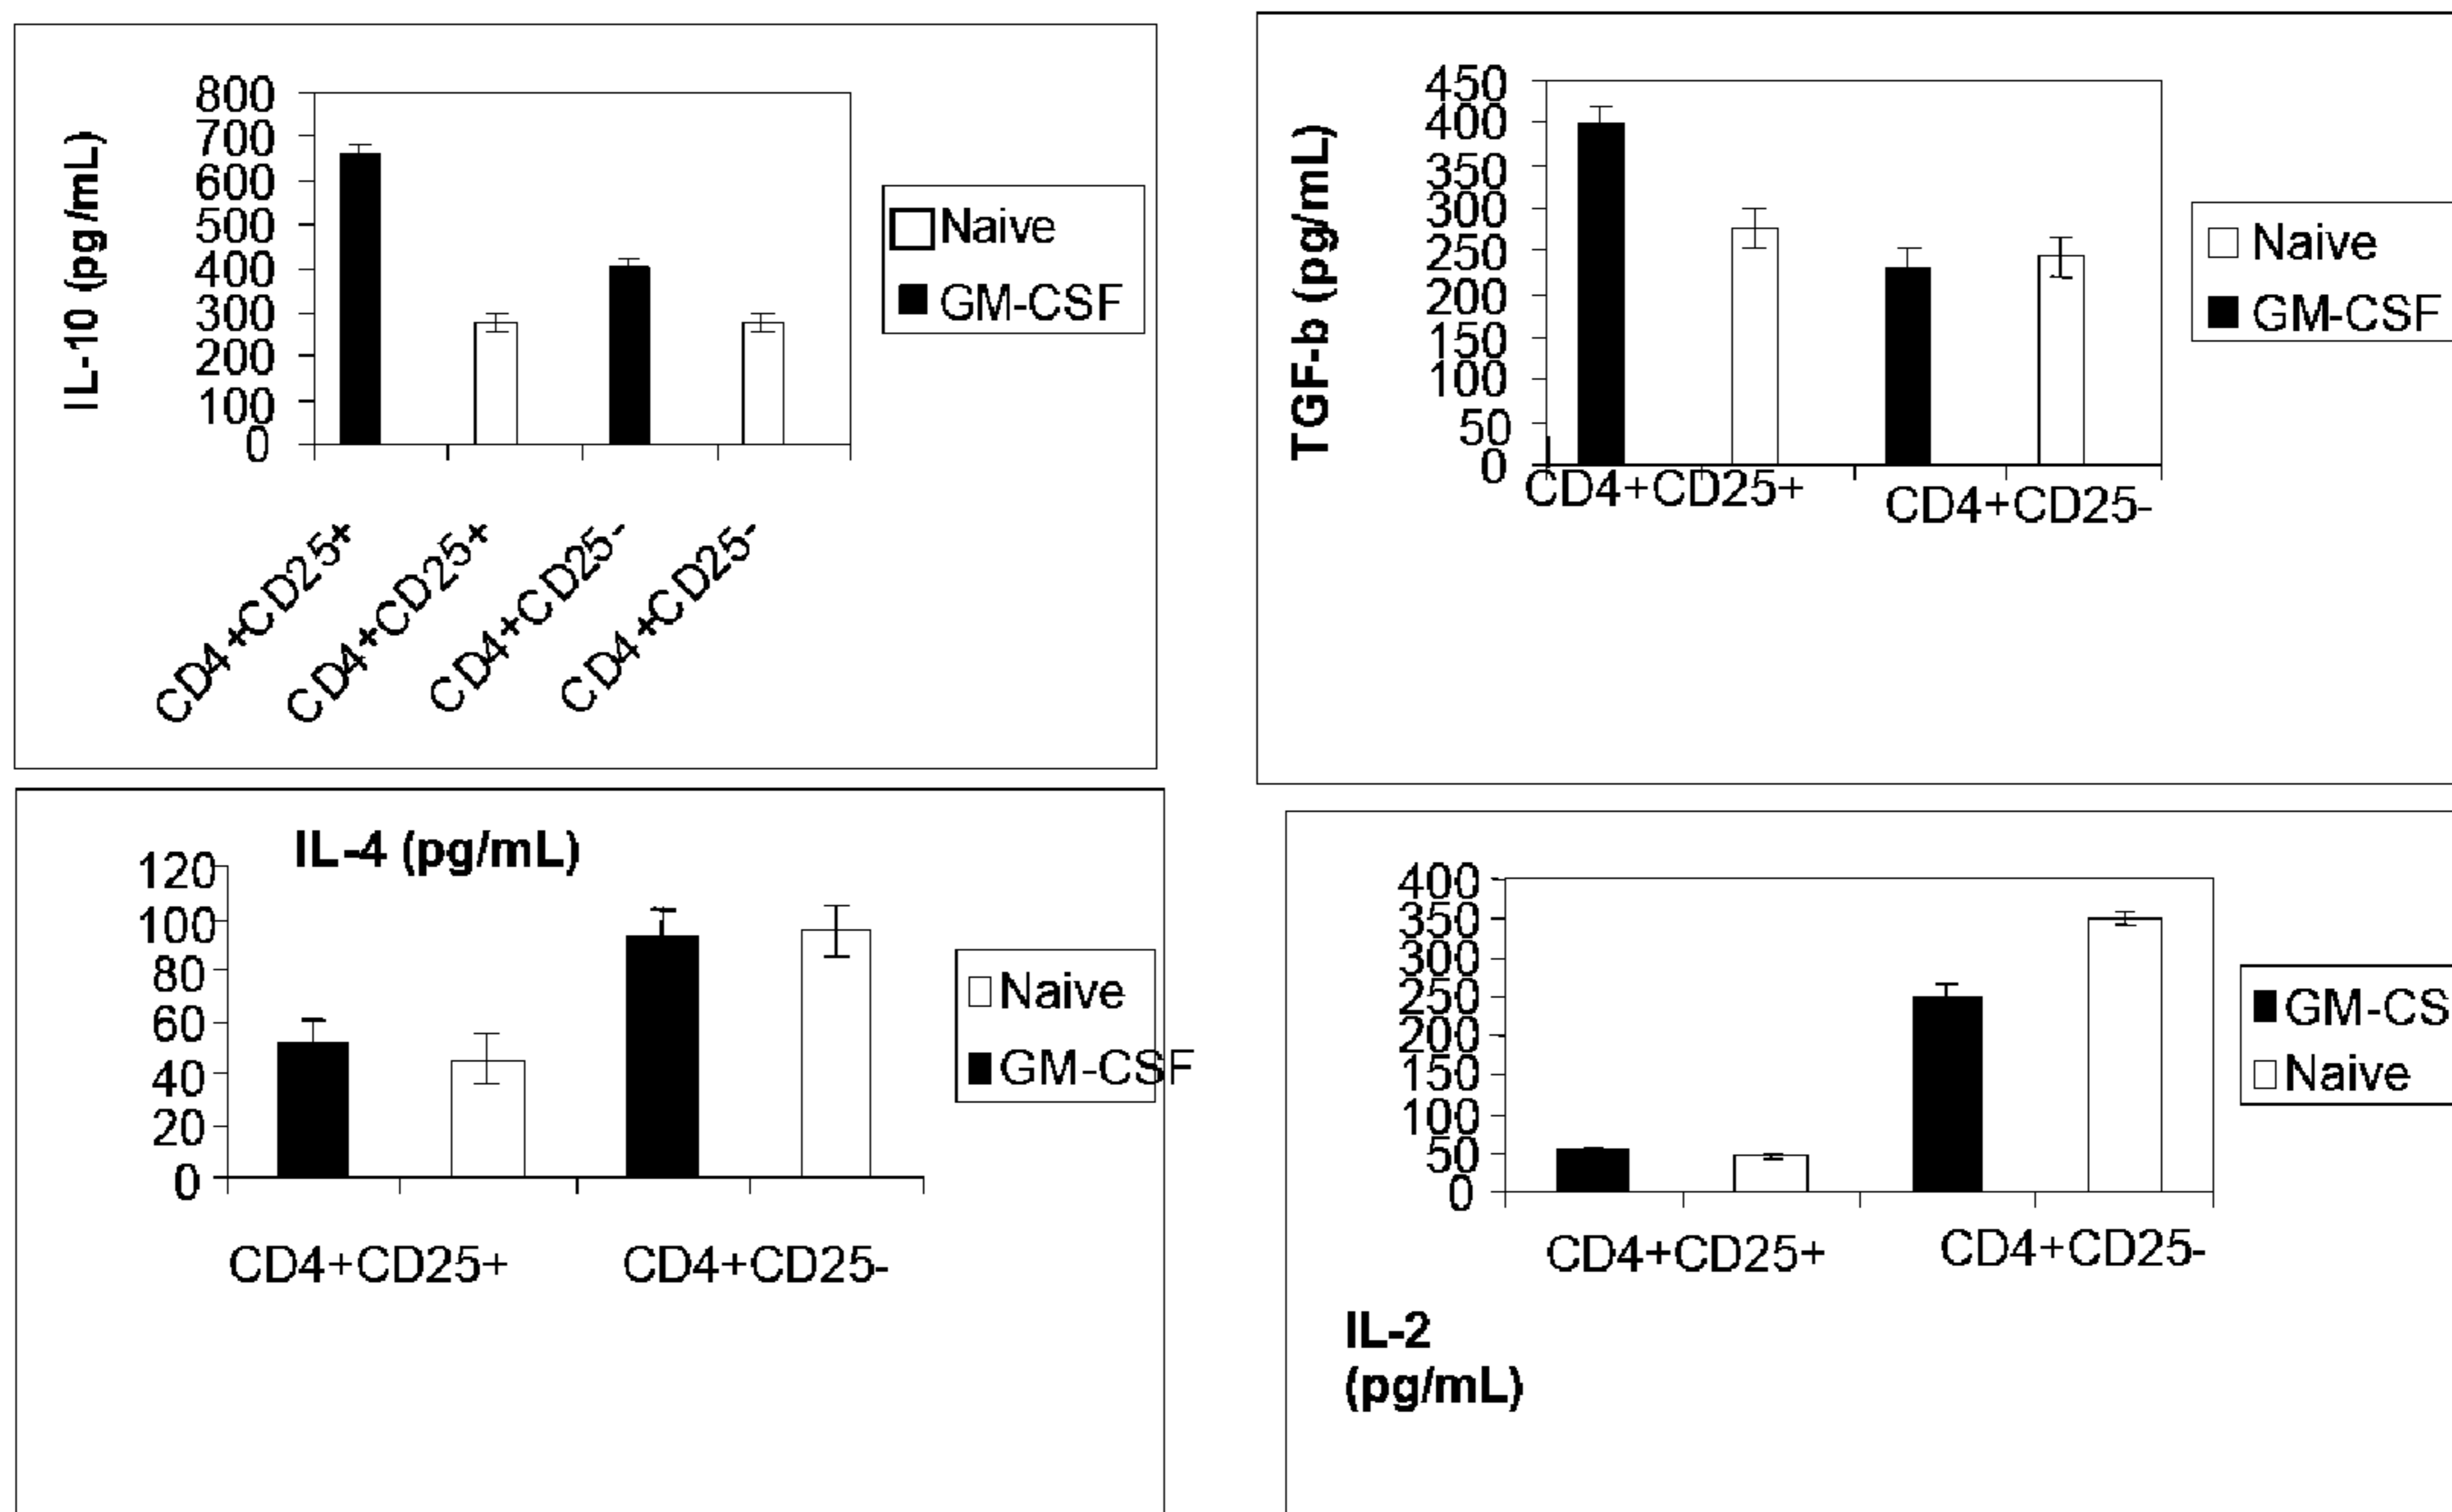 IL-10 (pg/mL)
800
700
600
500
400
300
200
100
0
CD4+CD25+
CD4+CD25+
CD4+CD25-
CD4+CD25-
Naive
GM-CSF
TGF-b (pg/mL)
450
400
350
300
250
200
150
100
50
0
CD4+CD25+
CD4+CD25-
Naive
GM-CSF
IL-4 (pg/mL)
120
100
80
60
40
20
0
CD4+CD25+
CD4+CD25-
Naive
GM-CSF
400
350
300
250
200
150
100
50
0
CD4+CD25+
CD4+CD25-
GM-CS
Naive
IL-2
(pg/mL)